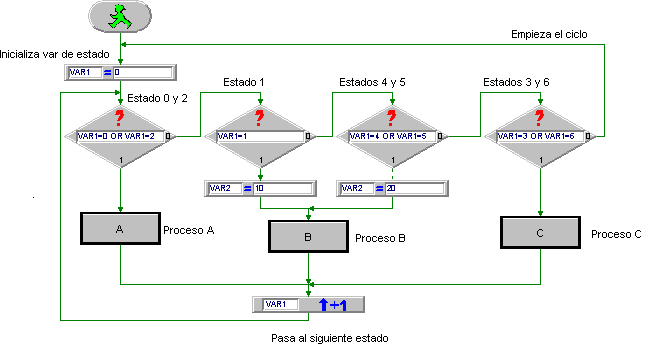 Empieza el ciclo
Inicializa var de estado
VAR1 = 0
Estado 0 y 2
Estado 1
Estados 4 y 5
Estados 3 y 6
?
?
?
?
VAR1=0 OR VAR1=2 0
VAR1=1 0
VAR1=4 OR VAR1=5 0
VAR1=3 OR VAR1=6 0
1
1
1
1
VAR2 = 10
VAR2 = 20
A
Proceso A
B
Proceso B
C
Proceso C
VAR1 +1
Pasa al siguiente estado